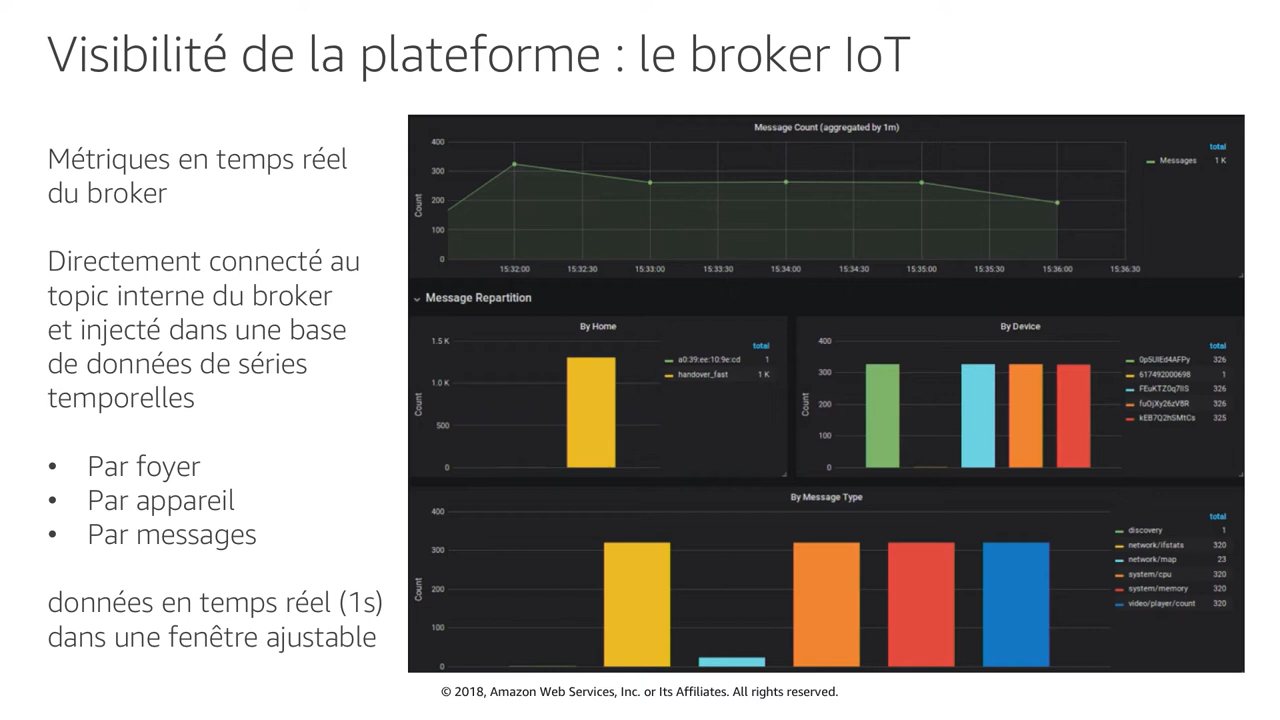 Visibilité de la plateforme : le broker IoT
Métriques en temps réel
du broker
Directement connecté au
topic interne du broker
et injecté dans une base
de données de séries
temporelles
• Par foyer
• Par appareil
• Par messages
données en temps réel (1s)
dans une fenêtre ajustable
Message Count (aggregated by 1m)
Count
400
300
200
100
0
15:32:00 15:32:30 15:33:00 15:33:30 15:34:00 15:34:30 15:35:00 15:35:30 15:36:00 15:36:30
total
Messages 1 K
Message Repartition
By Home
Count
1.5 K
1.0 K
500
0
total
a0:39:ee:10:9e:cd 1
handover_fast 1 K
By Device
Count
400
300
200
100
0
total
0pSUIEd4AFPy 326
617492000698 1
FEuKTZ0q7IIS 326
fuOjXy26zV8R 326
kEB7Q2hSMtCs 325
By Message Type
Count
400
300
200
100
0
total
discovery 1
network/ifstats 320
network/map 23
system/cpu 320
system/memory 320
video/player/count 320
© 2018, Amazon Web Services, Inc. or Its Affiliates. All rights reserved.